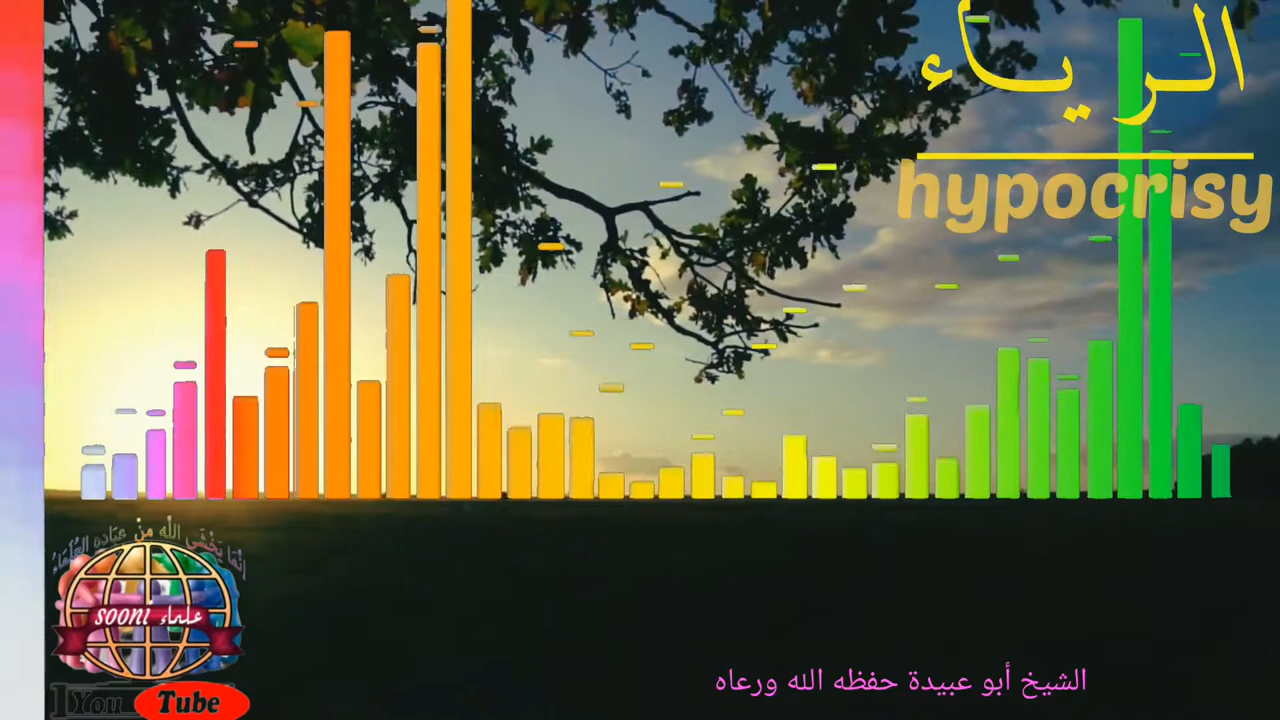 الرياء
hypocrisy
إنما يخشى الله من عباده العلماء
sooni علماء
You Tube
الشيخ أبو عبيدة حفظه الله ورعاه